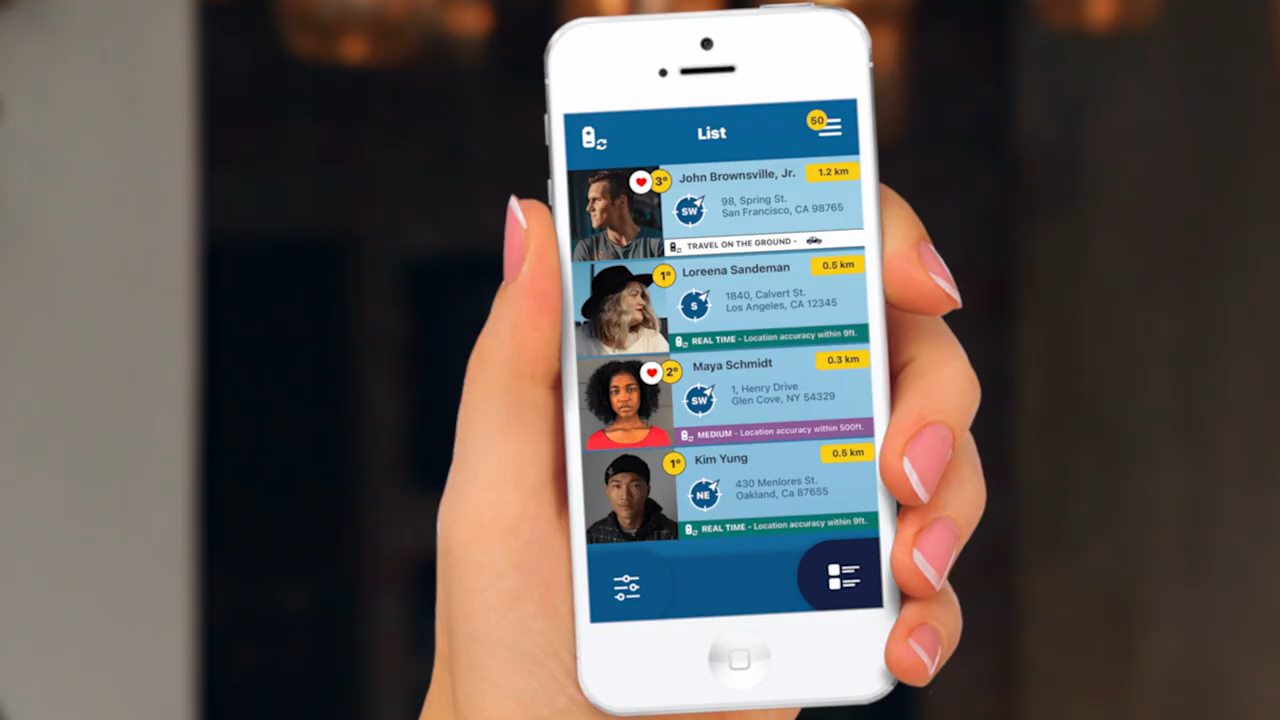 List
50
3°
John Brownsville, Jr.
1.2 km
SW
98, Spring St.
San Francisco, CA 98765
TRAVEL ON THE GROUND -
1°
Loreena Sandeman
0.5 km
S
1840, Calvert St.
Los Angeles, CA 12345
REAL TIME - Location accuracy within 9ft.
2°
Maya Schmidt
0.3 km
SW
1, Henry Drive
Glen Cove, NY 54329
MEDIUM - Location accuracy within 500ft.
1°
Kim Yung
0.5 km
NE
430 Menlores St.
Oakland, Ca 87655
REAL TIME - Location accuracy within 9ft.